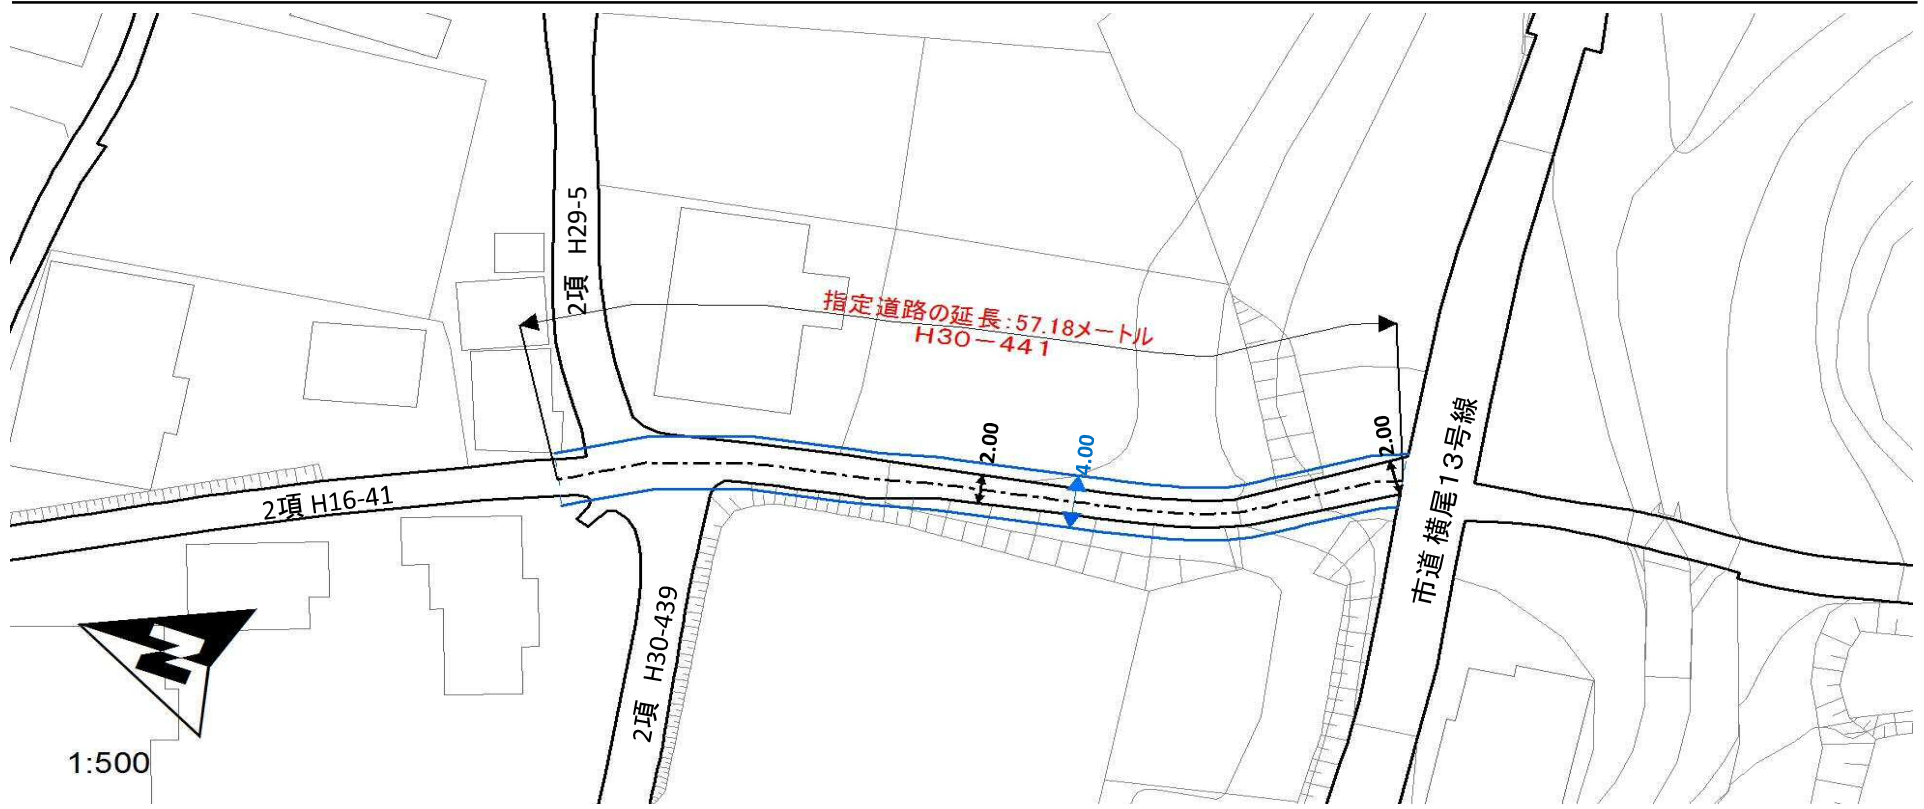 2項 H29-5
指定道路の延長:57.18メートル
H30-441
2.00
4.00
2.00
2項 H16-41
市道 横尾13号線
2項 H30-439
N
1:500